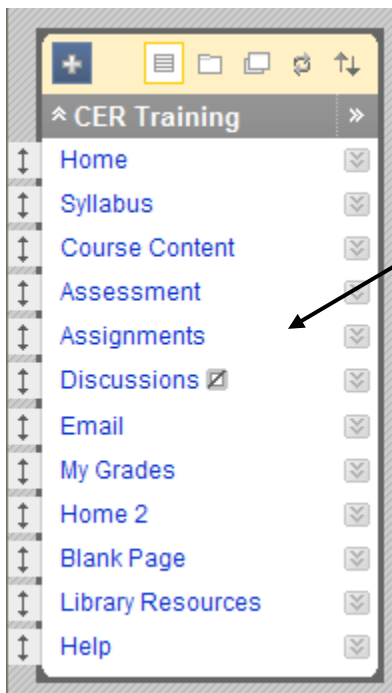 CER Training
Home
Syllabus
Course Content
Assessment
Assignments
Discussions
Email
My Grades
Home 2
Blank Page
Library Resources
Help